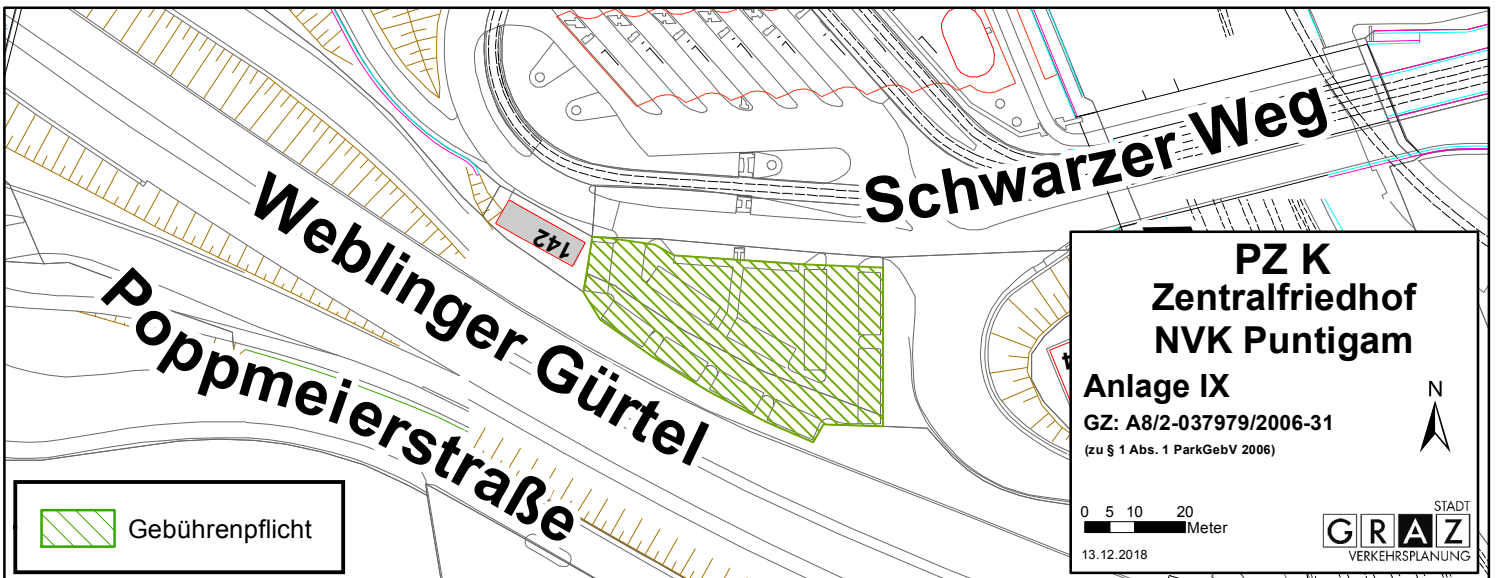 Schwarzer Weg
Weblinger Gürtel
Poppmeierstraße
142
PZ K
Zentralfriedhof
NVK Puntigam
Anlage IX
GZ: A8/2-037979/2006-31
(zu § 1 Abs. 1 ParkGebV 2006)
N
0 5 10 20
Meter
13.12.2018
STADT
GRAZ
VERKEHRSPLANUNG
Gebührenpflicht